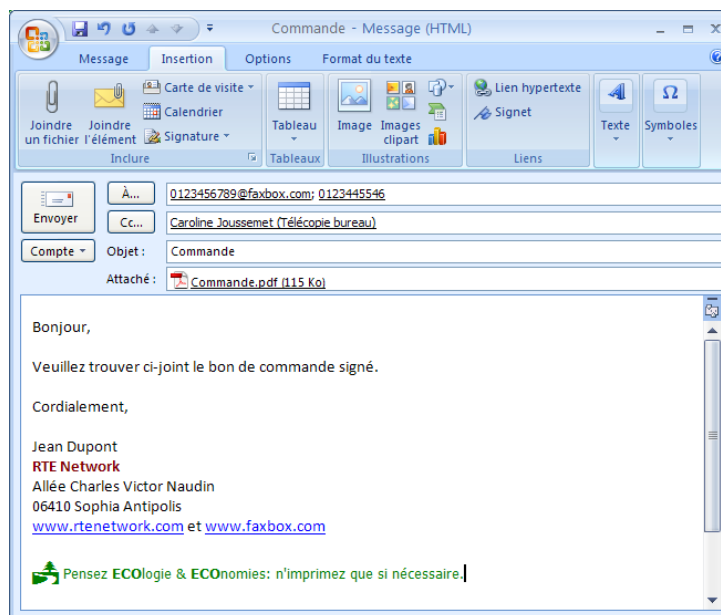 Commande - Message (HTML)
Message Insertion Options Format du texte
Joindre un fichier
Joindre l'élément
Carte de visite
Calendrier
Signature
Inclure
Tableau
Tableaux
Image
Images clipart
Illustrations
Lien hypertexte
Signet
Liens
Texte
Ω
Symboles
Envoyer
À... 0123456789@faxbox.com; 0123445546
Cc... Caroline Joussemet (Télécopie bureau)
Compte Objet : Commande
Attaché : Commande.pdf (115 Ko)
Bonjour,
Veuillez trouver ci-joint le bon de commande signé.
Cordialement,
Jean Dupont
RTE Network
Allée Charles Victor Naudin
06410 Sophia Antipolis
www.rtenetwork.com et www.faxbox.com
Pensez ECOlogie & ECOnomies: n'imprimez que si nécessaire.